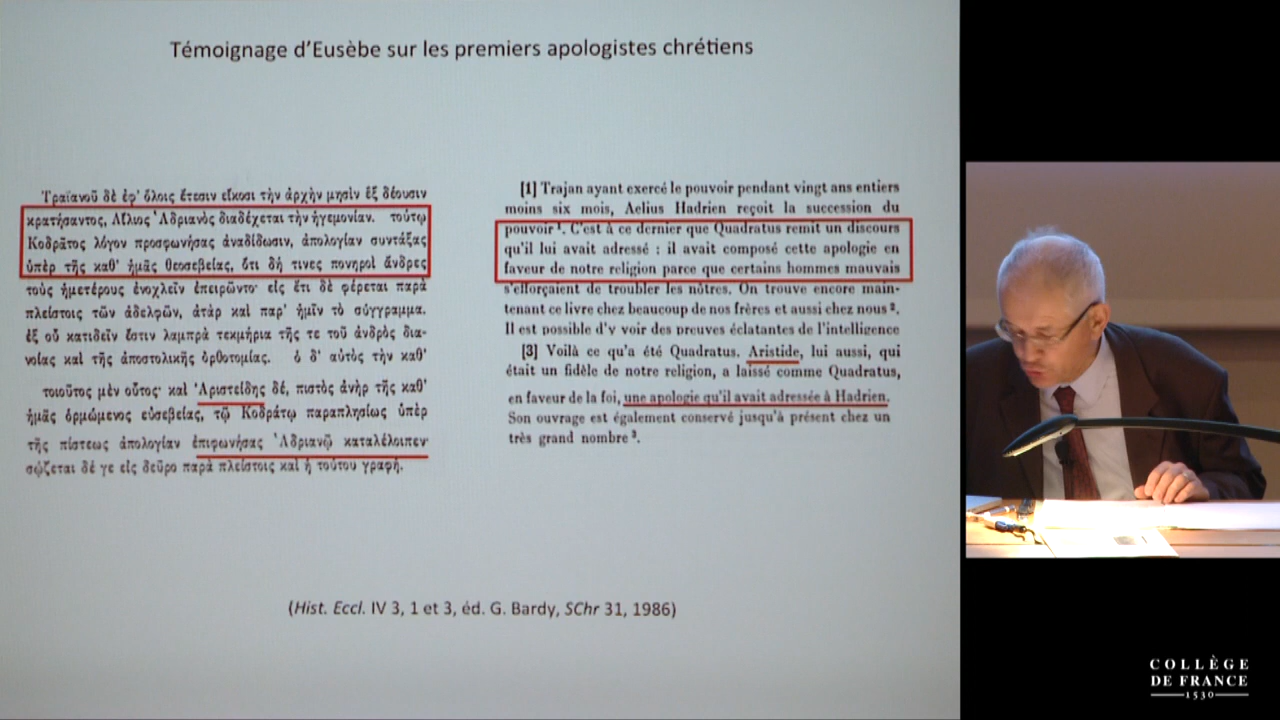 Témoignage d’Eusèbe sur les premiers apologistes chrétiens
Τραϊανοῦ δὲ ἐφ’ ὅλοις ἔτεσιν εἴκοσι τὴν ἀρχὴν μησὶν ἓξ δέουσιν
κρατήσαντος, Αἴλιος Ἁδριανὸς διαδέχεται τὴν ἡγεμονίαν. τούτῳ
Κοδρᾶτος λόγον προσφωνήσας ἀναδίδωσιν, ἀπολογίαν συντάξας
ὑπὲρ τῆς καθ’ ἡμᾶς θεοσεβείας, ὅτι δή τινες πονηροὶ ἄνδρες
τοὺς ἡμετέρους ἐνοχλεῖν ἐπειρῶντο· εἰς ἔτι δὲ φέρεται παρὰ
πλείστοις τῶν ἀδελφῶν, ἀτὰρ καὶ παρ’ ἡμῖν τὸ σύγγραμμα.
ἐξ οὗ κατιδεῖν ἔστιν λαμπρὰ τεκμήρια τῆς τε τοῦ ἀνδρὸς δια-
νοίας καὶ τῆς ἀποστολικῆς ὀρθοτομίας. ὁ δ’ αὐτὸς τὴν καθ’
τοιοῦτος μὲν οὗτος· καὶ Ἀριστείδης δέ, πιστὸς ἀνὴρ τῆς καθ’
ἡμᾶς ὁρμώμενος εὐσεβείας, τῷ Κοδράτῳ παραπλησίως ὑπὲρ
τῆς πίστεως ἀπολογίαν ἐπιφωνήσας Ἁδριανῷ καταλέλοιπεν·
σῴζεται δέ γε εἰς δεῦρο παρὰ πλείστοις καὶ ἡ τούτου γραφή.
[1] Trajan ayant exercé le pouvoir pendant vingt ans entiers
moins six mois, Aelius Hadrien reçoit la succession du
pouvoir ¹. C’est à ce dernier que Quadratus remit un discours
qu’il lui avait adressé : il avait composé cette apologie en
faveur de notre religion parce que certains hommes mauvais
s’efforçaient de troubler les nôtres. On trouve encore main-
tenant ce livre chez beaucoup de nos frères et aussi chez nous ².
Il est possible d’y voir des preuves éclatantes de l’intelligence
[3] Voilà ce qu’a été Quadratus. Aristide, lui aussi, qui
était un fidèle de notre religion, a laissé comme Quadratus,
en faveur de la foi, une apologie qu’il avait adressée à Hadrien.
Son ouvrage est également conservé jusqu’à présent chez un
très grand nombre ³.
(Hist. Eccl. IV 3, 1 et 3, éd. G. Bardy, SChr 31, 1986)
COLLÈGE
DE FRANCE
1530